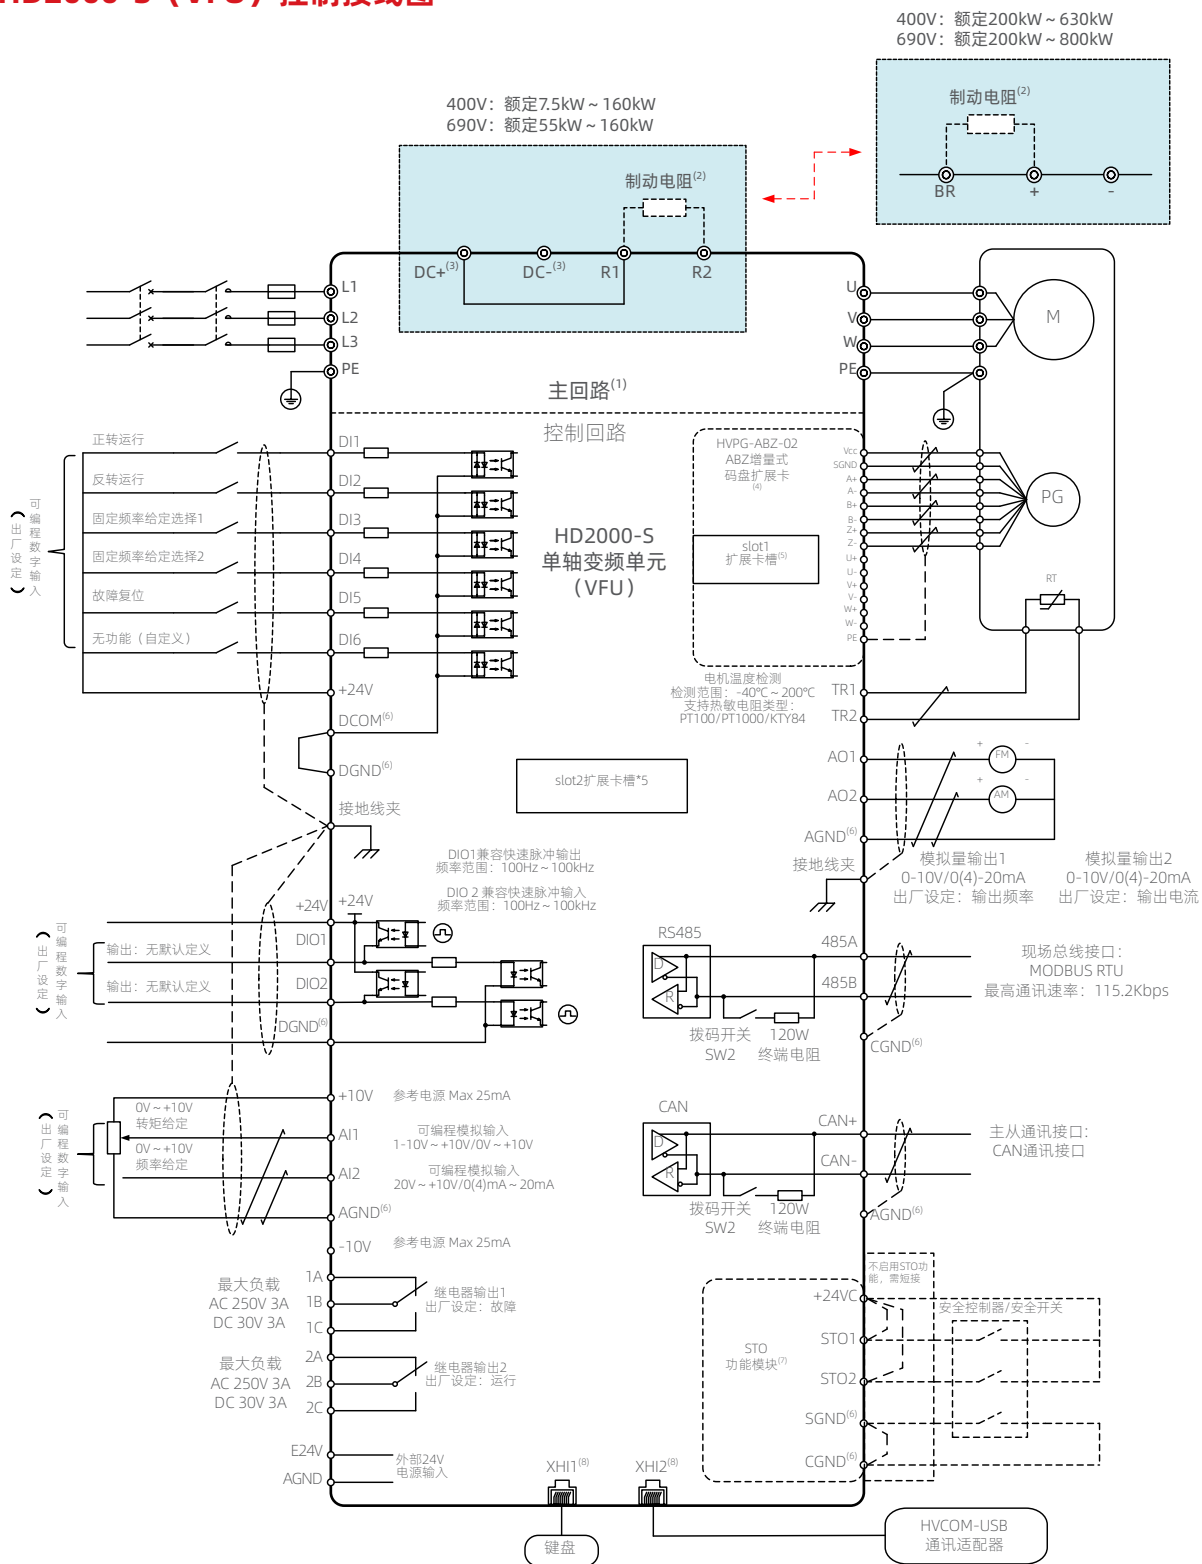 HD2000-S（VFU）控制接线图
400V：额定200kW～630kW
690V：额定200kW～800kW
制动电阻(2)
BR
+
-
400V：额定7.5kW～160kW
690V：额定55kW～160kW
制动电阻(2)
DC+(3)
DC-(3)
R1
R2
L1
L2
L3
PE
U
V
W
PE
M
主回路(1)
控制回路
HD2000-S
单轴变频单元
（VFU）
可编程数字输入
（出厂设定）
正转运行
反转运行
固定频率给定选择1
固定频率给定选择2
故障复位
无功能（自定义）
DI1
DI2
DI3
DI4
DI5
DI6
+24V
DCOM(6)
DGND(6)
接地线夹
HVPG-ABZ-02
ABZ增量式
码盘扩展卡
(4)
slot1
扩展卡槽(5)
Vcc
SGND
A+
A-
B+
B-
Z+
Z-
U+
U-
V+
V-
W+
W-
PE
PG
RT
电机温度检测
检测范围：-40℃～200℃
支持热敏电阻类型：
PT100/PT1000/KTY84
TR1
TR2
slot2扩展卡槽*5
AO1
AO2
AGND(6)
接地线夹
+
-
FM
+
-
AM
模拟量输出1
0-10V/0(4)-20mA
出厂设定：输出频率
模拟量输出2
0-10V/0(4)-20mA
出厂设定：输出电流
DIO1兼容快速脉冲输出
频率范围：100Hz～100kHz
DIO 2 兼容快速脉冲输入
频率范围：100Hz～100kHz
可编程数字输入
（出厂设定）
输出：无默认定义
输出：无默认定义
+24V
+24V
DIO1
DIO2
DGND(6)
RS485
D
R
485A
485B
拨码开关
SW2
120W
终端电阻
CGND(6)
现场总线接口：
MODBUS RTU
最高通讯速率：115.2Kbps
可编程数字输入
（出厂设定）
0V～+10V
转矩给定
0V～+10V
频率给定
+10V
参考电源 Max 25mA
AI1
可编程模拟输入
1-10V～+10V/0V～+10V
AI2
可编程模拟输入
20V～+10V/0(4)mA～20mA
AGND(6)
-10V
参考电源 Max 25mA
CAN
D
R
CAN+
CAN-
拨码开关
SW2
120W
终端电阻
AGND(6)
主从通讯接口：
CAN通讯接口
最大负载
AC 250V 3A
DC 30V 3A
1A
1B
1C
继电器输出1
出厂设定：故障
最大负载
AC 250V 3A
DC 30V 3A
2A
2B
2C
继电器输出2
出厂设定：运行
E24V
AGND
外部24V
电源输入
STO
功能模块(7)
+24VC
STO1
STO2
SGND(6)
CGND(6)
不启用STO功
能，需短接
安全控制器/安全开关
XHI1(8)
XHI2(8)
键盘
HVCOM-USB
通讯适配器